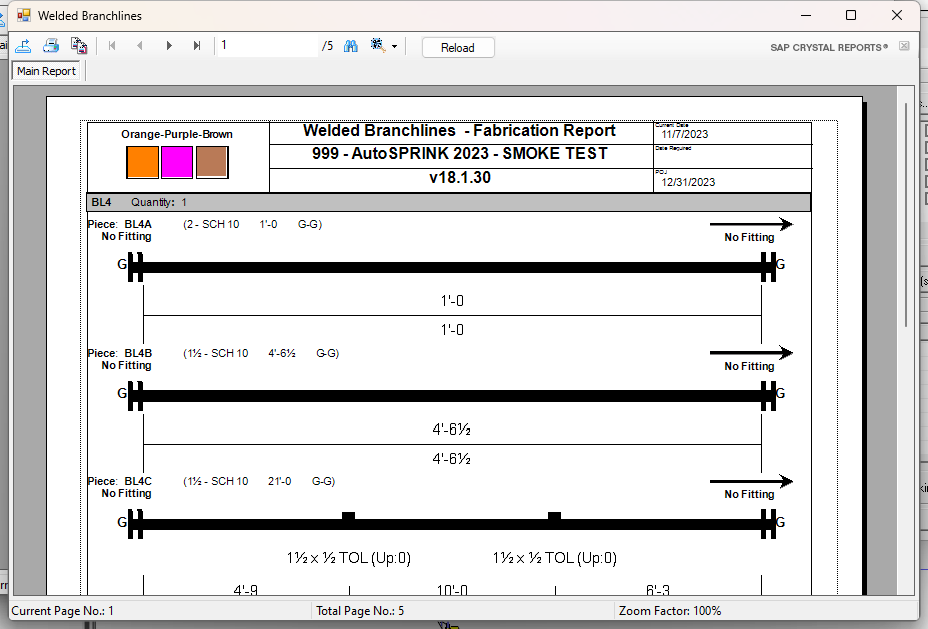 Welded Branchlines
1 /5 Reload SAP CRYSTAL REPORTS®
Main Report
Orange-Purple-Brown
Welded Branchlines - Fabrication Report
999 - AutoSPRINK 2023 - SMOKE TEST
v18.1.30
Current Date
11/7/2023
Date Required
12/31/2023
BL4 Quantity: 1
Piece: BL4A (2 - SCH 10 1'-0 G-G)
No Fitting No Fitting
G G
1'-0
1'-0
Piece: BL4B (1½ - SCH 10 4'-6½ G-G)
No Fitting No Fitting
G G
4'-6½
4'-6½
Piece: BL4C (1½ - SCH 10 21'-0 G-G)
No Fitting No Fitting
G G
1½ x ½ TOL (Up:0) 1½ x ½ TOL (Up:0)
4'-9 10'-0 6'-3
Current Page No.: 1 Total Page No.: 5 Zoom Factor: 100%